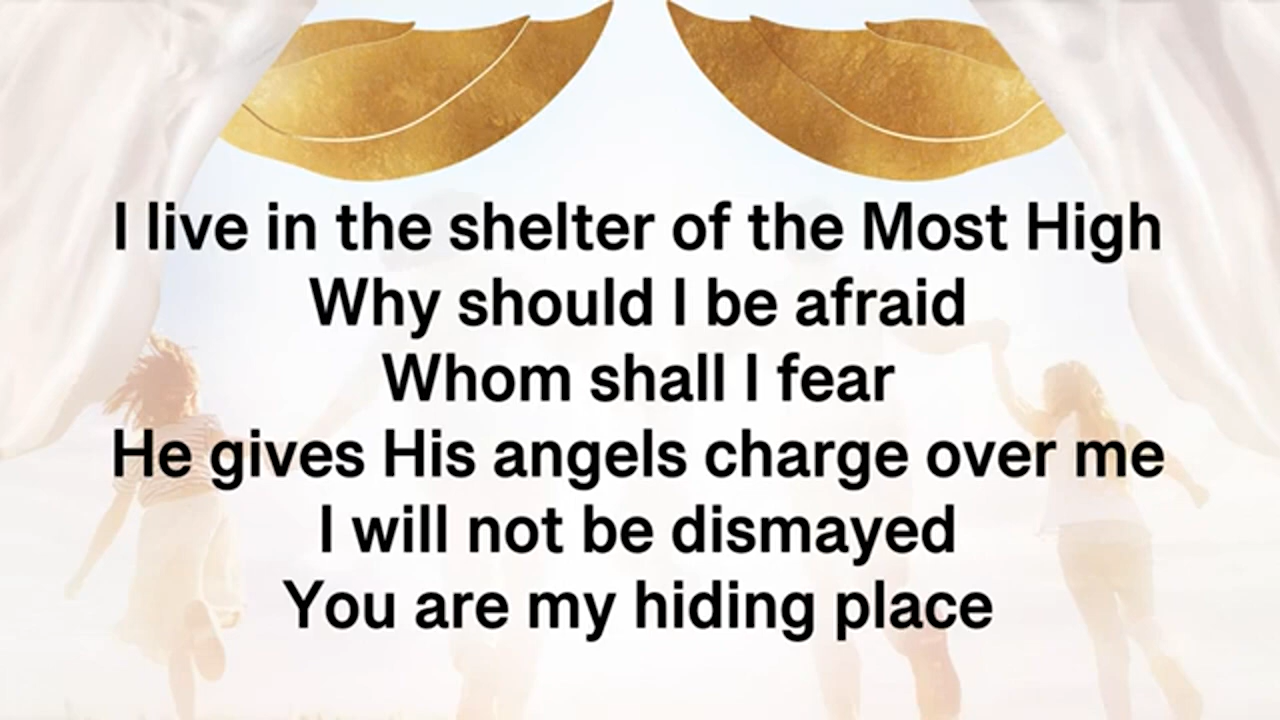 I live in the shelter of the Most High
Why should I be afraid
Whom shall I fear
He gives His angels charge over me
I will not be dismayed
You are my hiding place